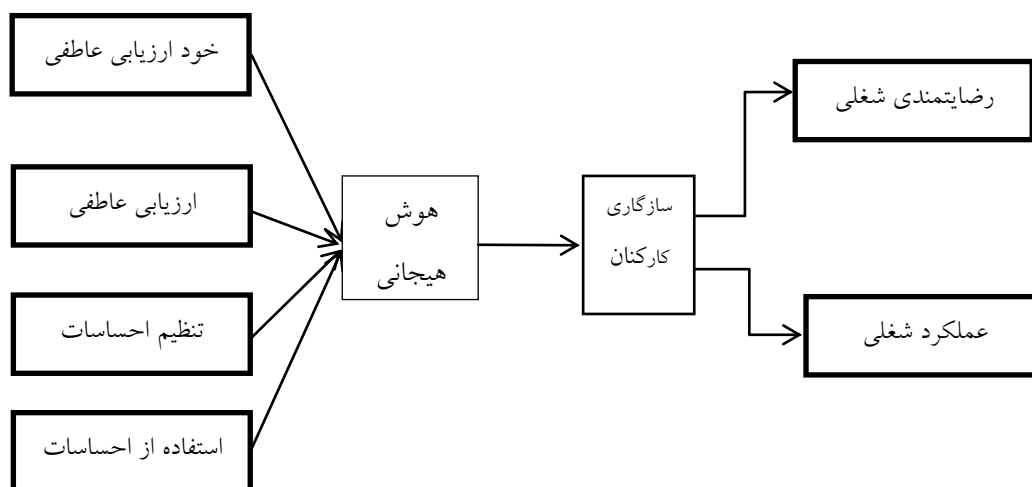 خود ارزیابی عاطفی
ارزیابی عاطفی
تنظیم احساسات
استفاده از احساسات
هوش
هیجانی
سازگاری
کارکنان
رضایتمندی شغلی
عملکرد شغلی